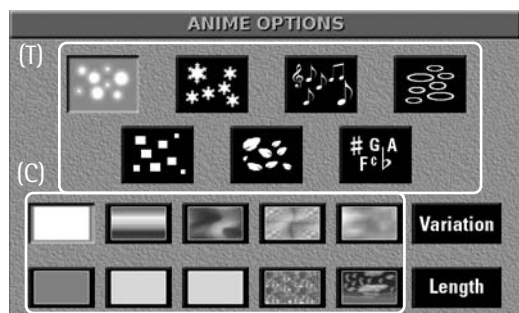 ANIME OPTIONS
(T)
# G A
F c ♭
(C)
Variation
Length